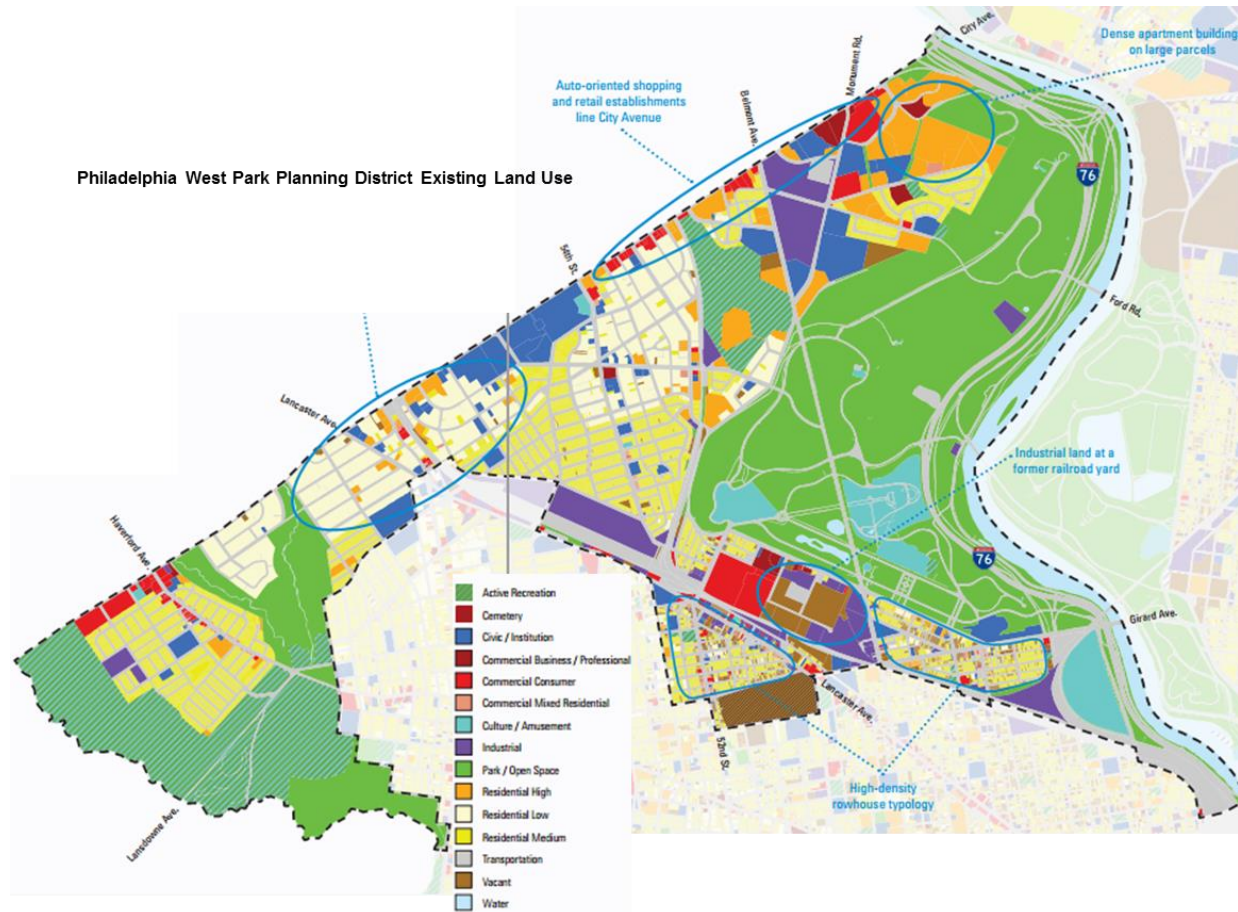 City Ave.
Dense apartment building
on large parcels
Monument Rd.
Auto-oriented shopping
and retail establishments
line City Avenue
Belmont Ave.
INTERSTATE
76
Philadelphia West Park Planning District Existing Land Use
54th St.
Ford Rd.
Lancaster Ave.
Industrial land at a
former railroad yard
Haverford Ave.
INTERSTATE
76
Girard Ave.
Active Recreation
Cemetery
Civic / Institution
Commercial Business / Professional
Commercial Consumer
Commercial Mixed Residential
Culture / Amusement
Industrial
Park / Open Space
Residential High
Residential Low
Residential Medium
Transportation
Vacant
Water
Lancaster Ave.
52nd St.
High-density
rowhouse typology
Lansdowne Ave.